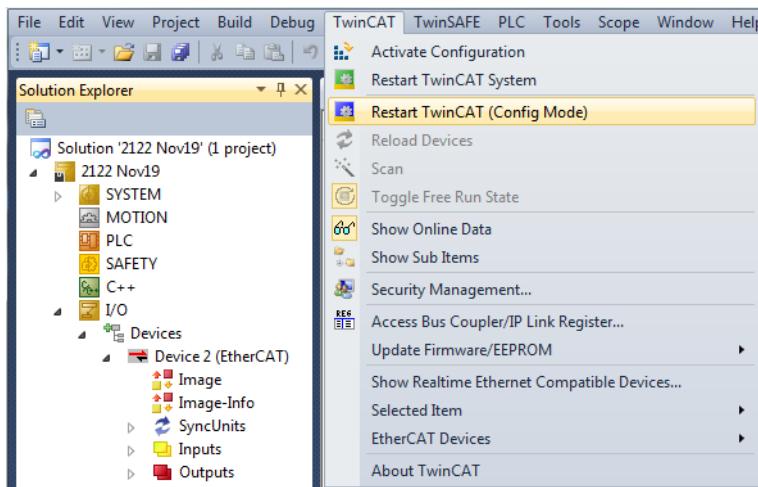 File Edit View Project Build Debug TwinCAT TwinSAFE PLC Tools Scope Window Help
Solution Explorer
Solution '2122 Nov19' (1 project)
2122 Nov19
SYSTEM
MOTION
PLC
SAFETY
C++
I/O
Devices
Device 2 (EtherCAT)
Image
Image-Info
SyncUnits
Inputs
Outputs
Activate Configuration
Restart TwinCAT System
Restart TwinCAT (Config Mode)
Reload Devices
Scan
Toggle Free Run State
Show Online Data
Show Sub Items
Security Management...
REG
Access Bus Coupler/IP Link Register...
Update Firmware/EEPROM
Show Realtime Ethernet Compatible Devices...
Selected Item
EtherCAT Devices
About TwinCAT